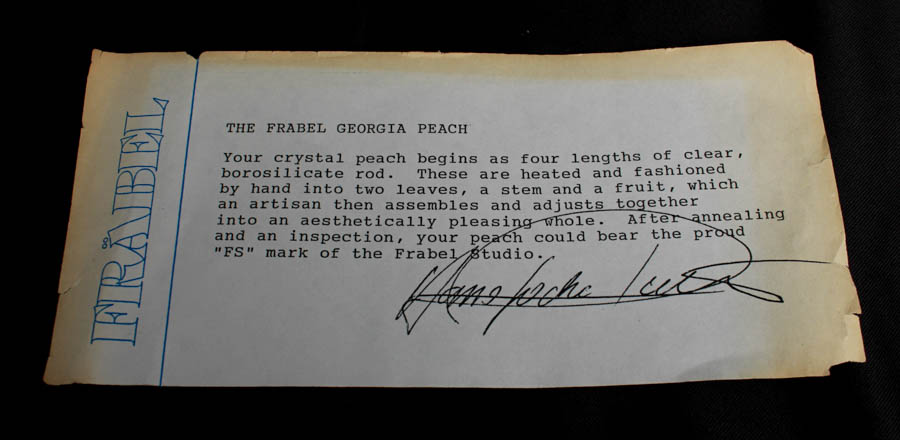 FRÄBEL
THE FRABEL GEORGIA PEACH
Your crystal peach begins as four lengths of clear,
borosilicate rod. These are heated and fashioned
by hand into two leaves, a stem and a fruit, which
an artisan then assembles and adjusts together
into an aesthetically pleasing whole. After annealing
and an inspection, your peach could bear the proud
"FS" mark of the Frabel Studio.